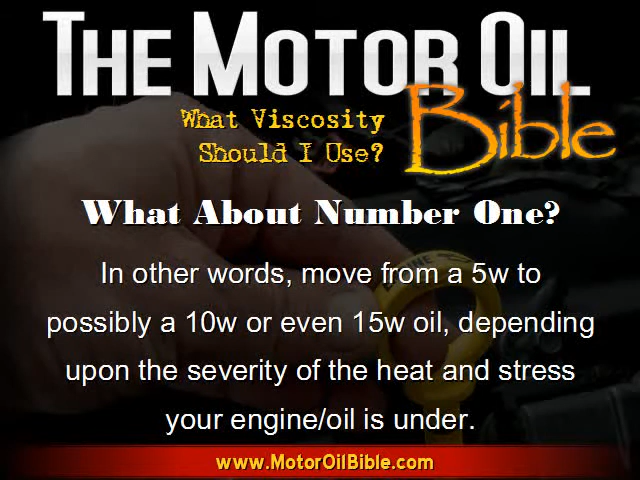 THE MOTOR OIL
Bible
What Viscosity
Should I Use?
What About Number One?
In other words, move from a 5w to
possibly a 10w or even 15w oil, depending
upon the severity of the heat and stress
your engine/oil is under.
www.MotorOilBible.com